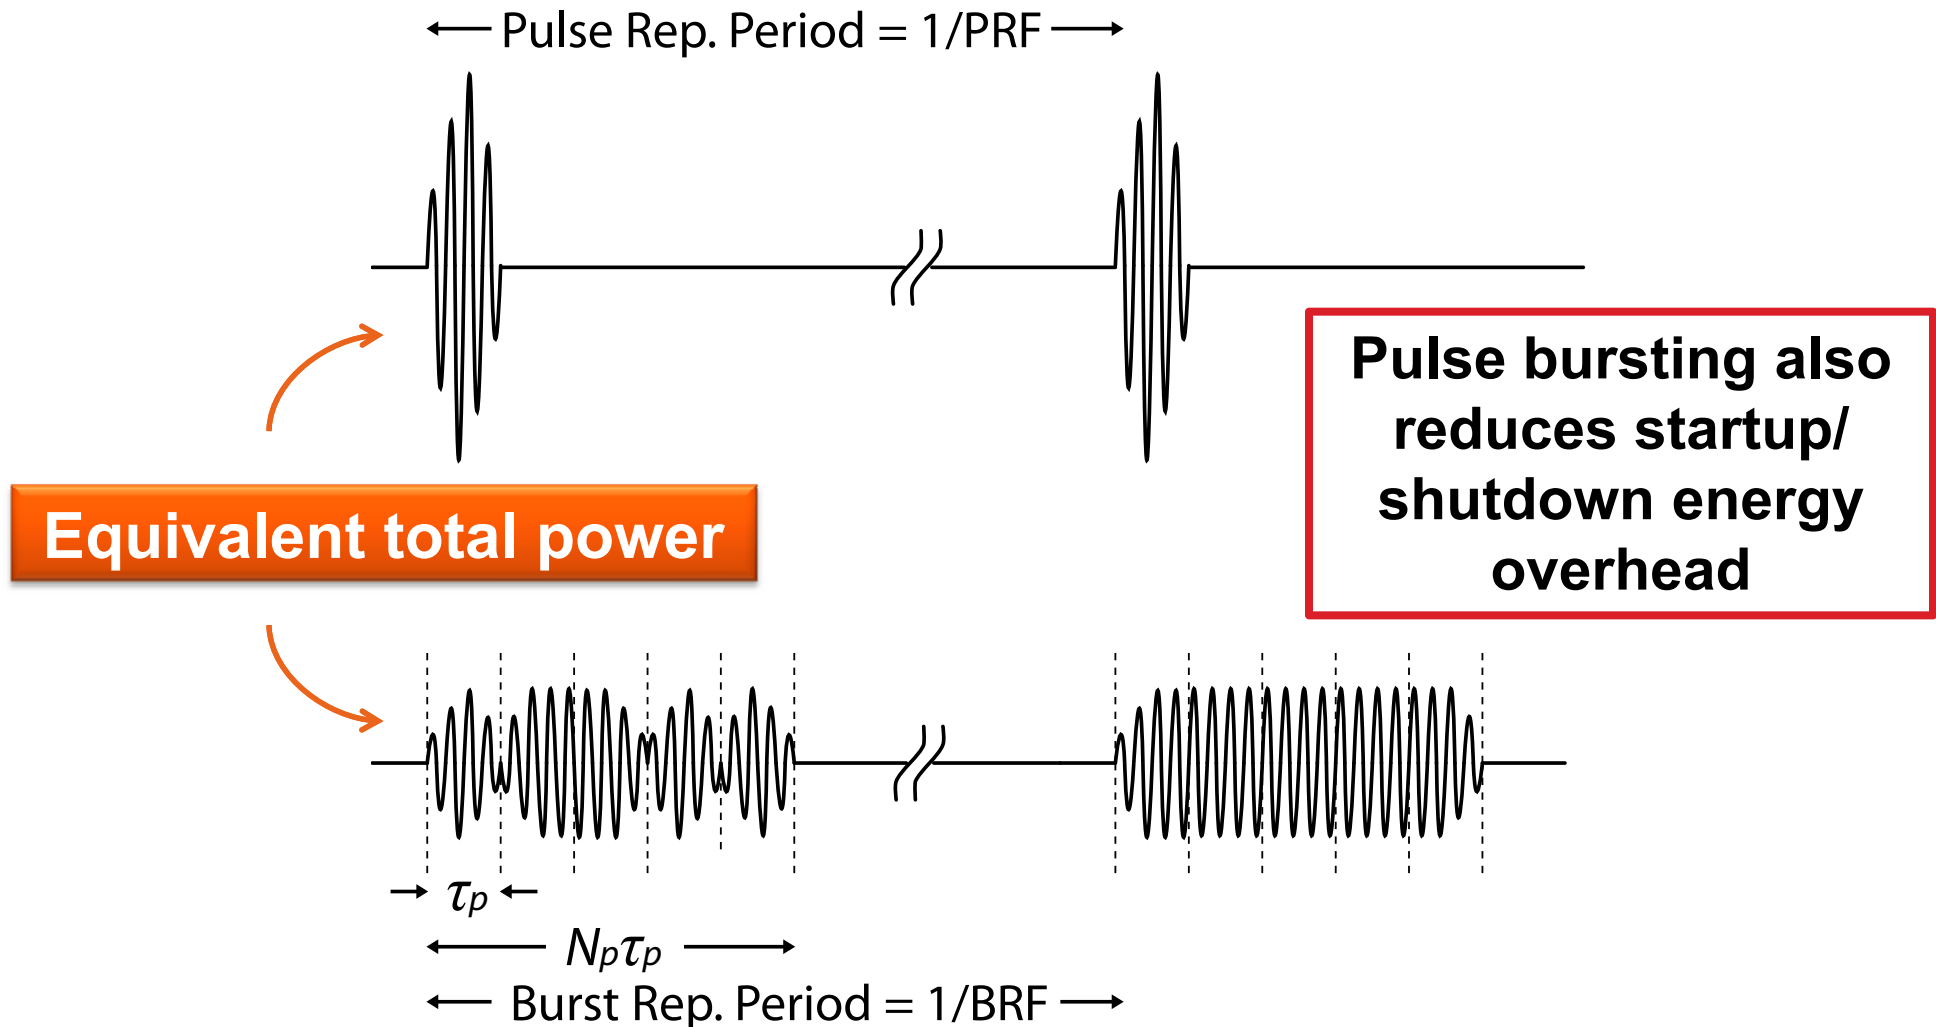 Pulse Rep. Period = 1/PRF
Pulse bursting also
reduces startup/
shutdown energy
overhead
Equivalent total power
τp
Npτp
Burst Rep. Period = 1/BRF